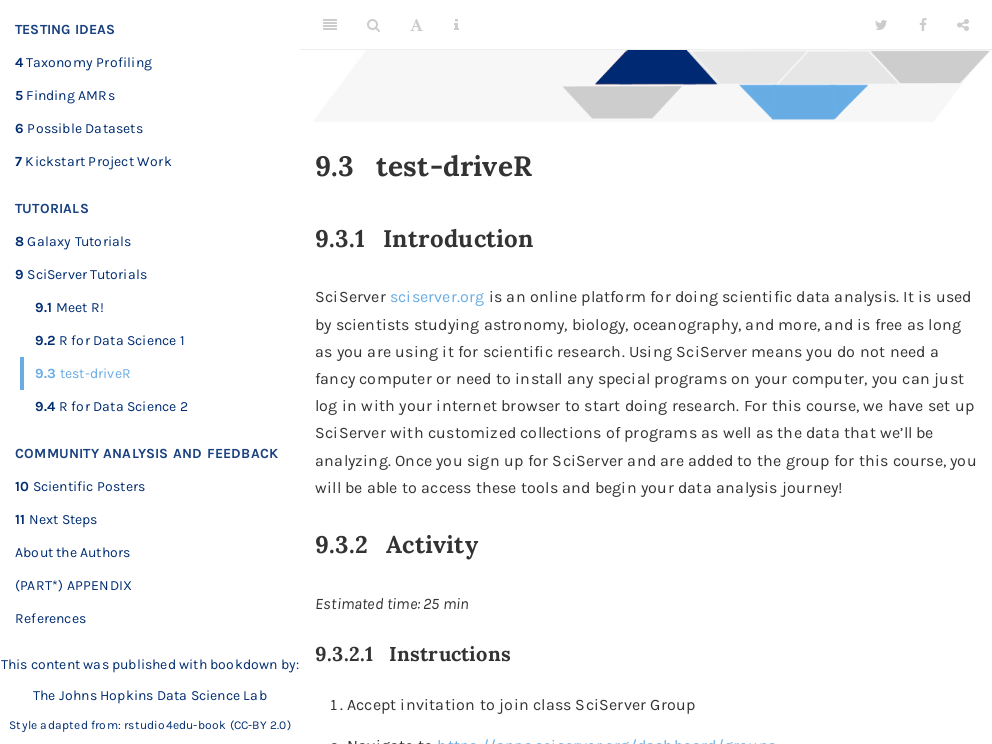 TESTING IDEAS
4 Taxonomy Profiling
5 Finding AMRs
6 Possible Datasets
7 Kickstart Project Work
TUTORIALS
8 Galaxy Tutorials
9 SciServer Tutorials
9.1 Meet R!
9.2 R for Data Science 1
9.3 test-driveR
9.4 R for Data Science 2
COMMUNITY ANALYSIS AND FEEDBACK
10 Scientific Posters
11 Next Steps
About the Authors
(PART*) APPENDIX
References
This content was published with bookdown by:
The Johns Hopkins Data Science Lab
Style adapted from: rstudio4edu-book (CC-BY 2.0)
9.3 test-driveR
9.3.1 Introduction
SciServer sciserver.org is an online platform for doing scientific data analysis. It is used
by scientists studying astronomy, biology, oceanography, and more, and is free as long
as you are using it for scientific research. Using SciServer means you do not need a
fancy computer or need to install any special programs on your computer, you can just
log in with your internet browser to start doing research. For this course, we have set up
SciServer with customized collections of programs as well as the data that we'll be
analyzing. Once you sign up for SciServer and are added to the group for this course, you
will be able to access these tools and begin your data analysis journey!
9.3.2 Activity
Estimated time: 25 min
9.3.2.1 Instructions
1. Accept invitation to join class SciServer Group
2. Navigate to https://apps.sciserver.org/dashboard/groups